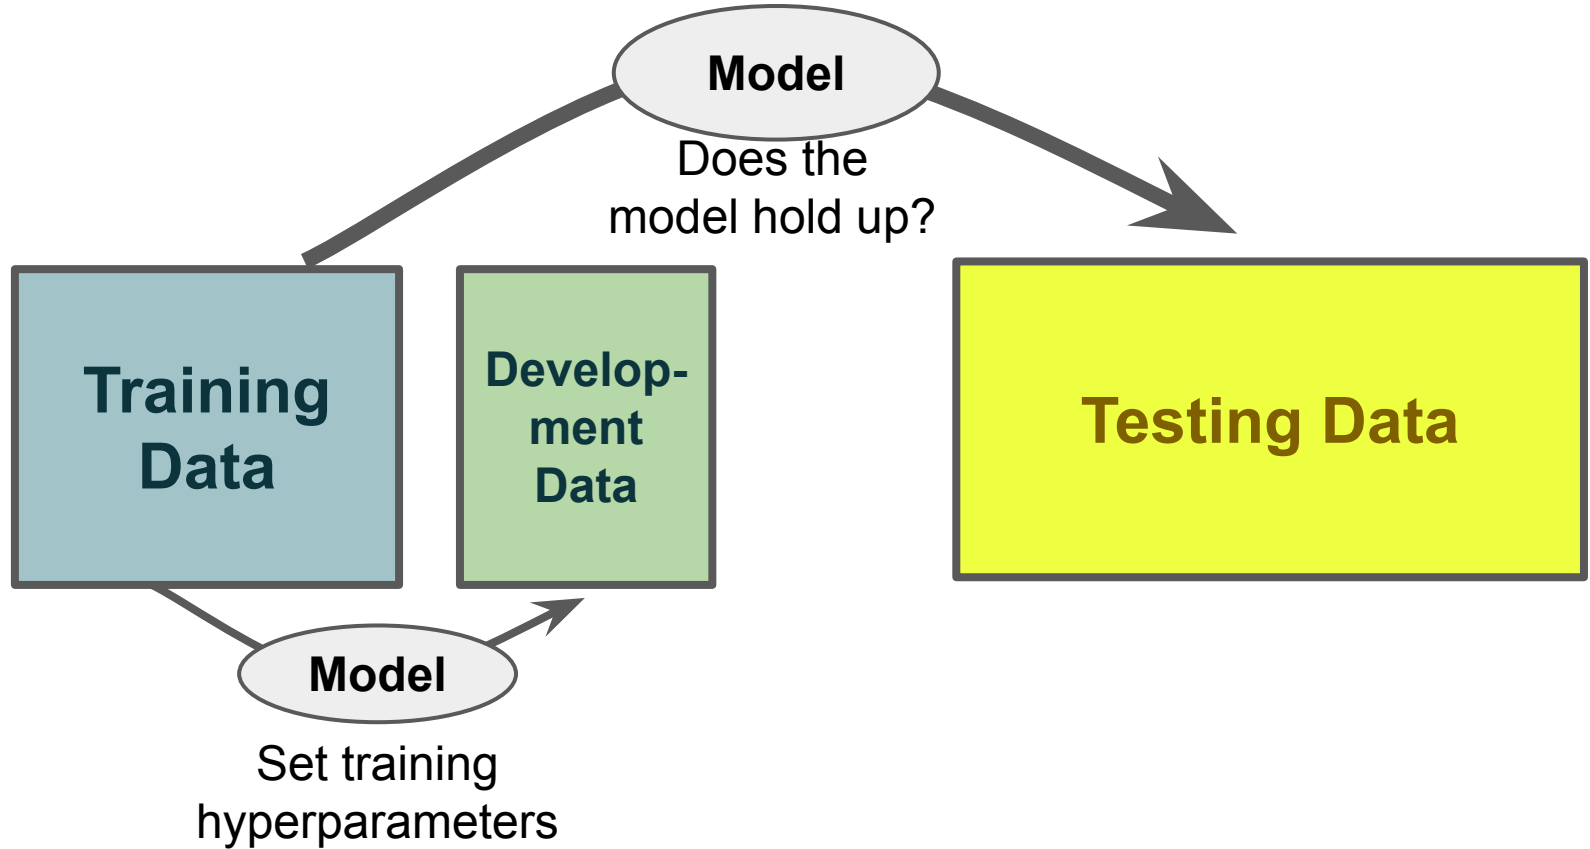 Model
Does the
model hold up?
Training
Data
Develop-
ment
Data
Testing Data
Model
Set training
hyperparameters